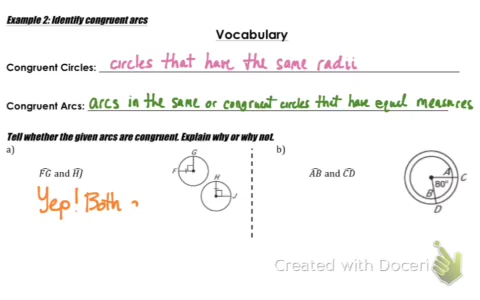 Example 2: Identify congruent arcs
Vocabulary
Congruent Circles: circles that have the same radii
Congruent Arcs: arcs in the same or congruent circles that have equal measures
Tell whether the given arcs are congruent. Explain why or why not.
a)
FG and HJ
G
F
H
J
Yep! Both
b)
AB and CD
A
C
80°
B
D
Created with Doceri